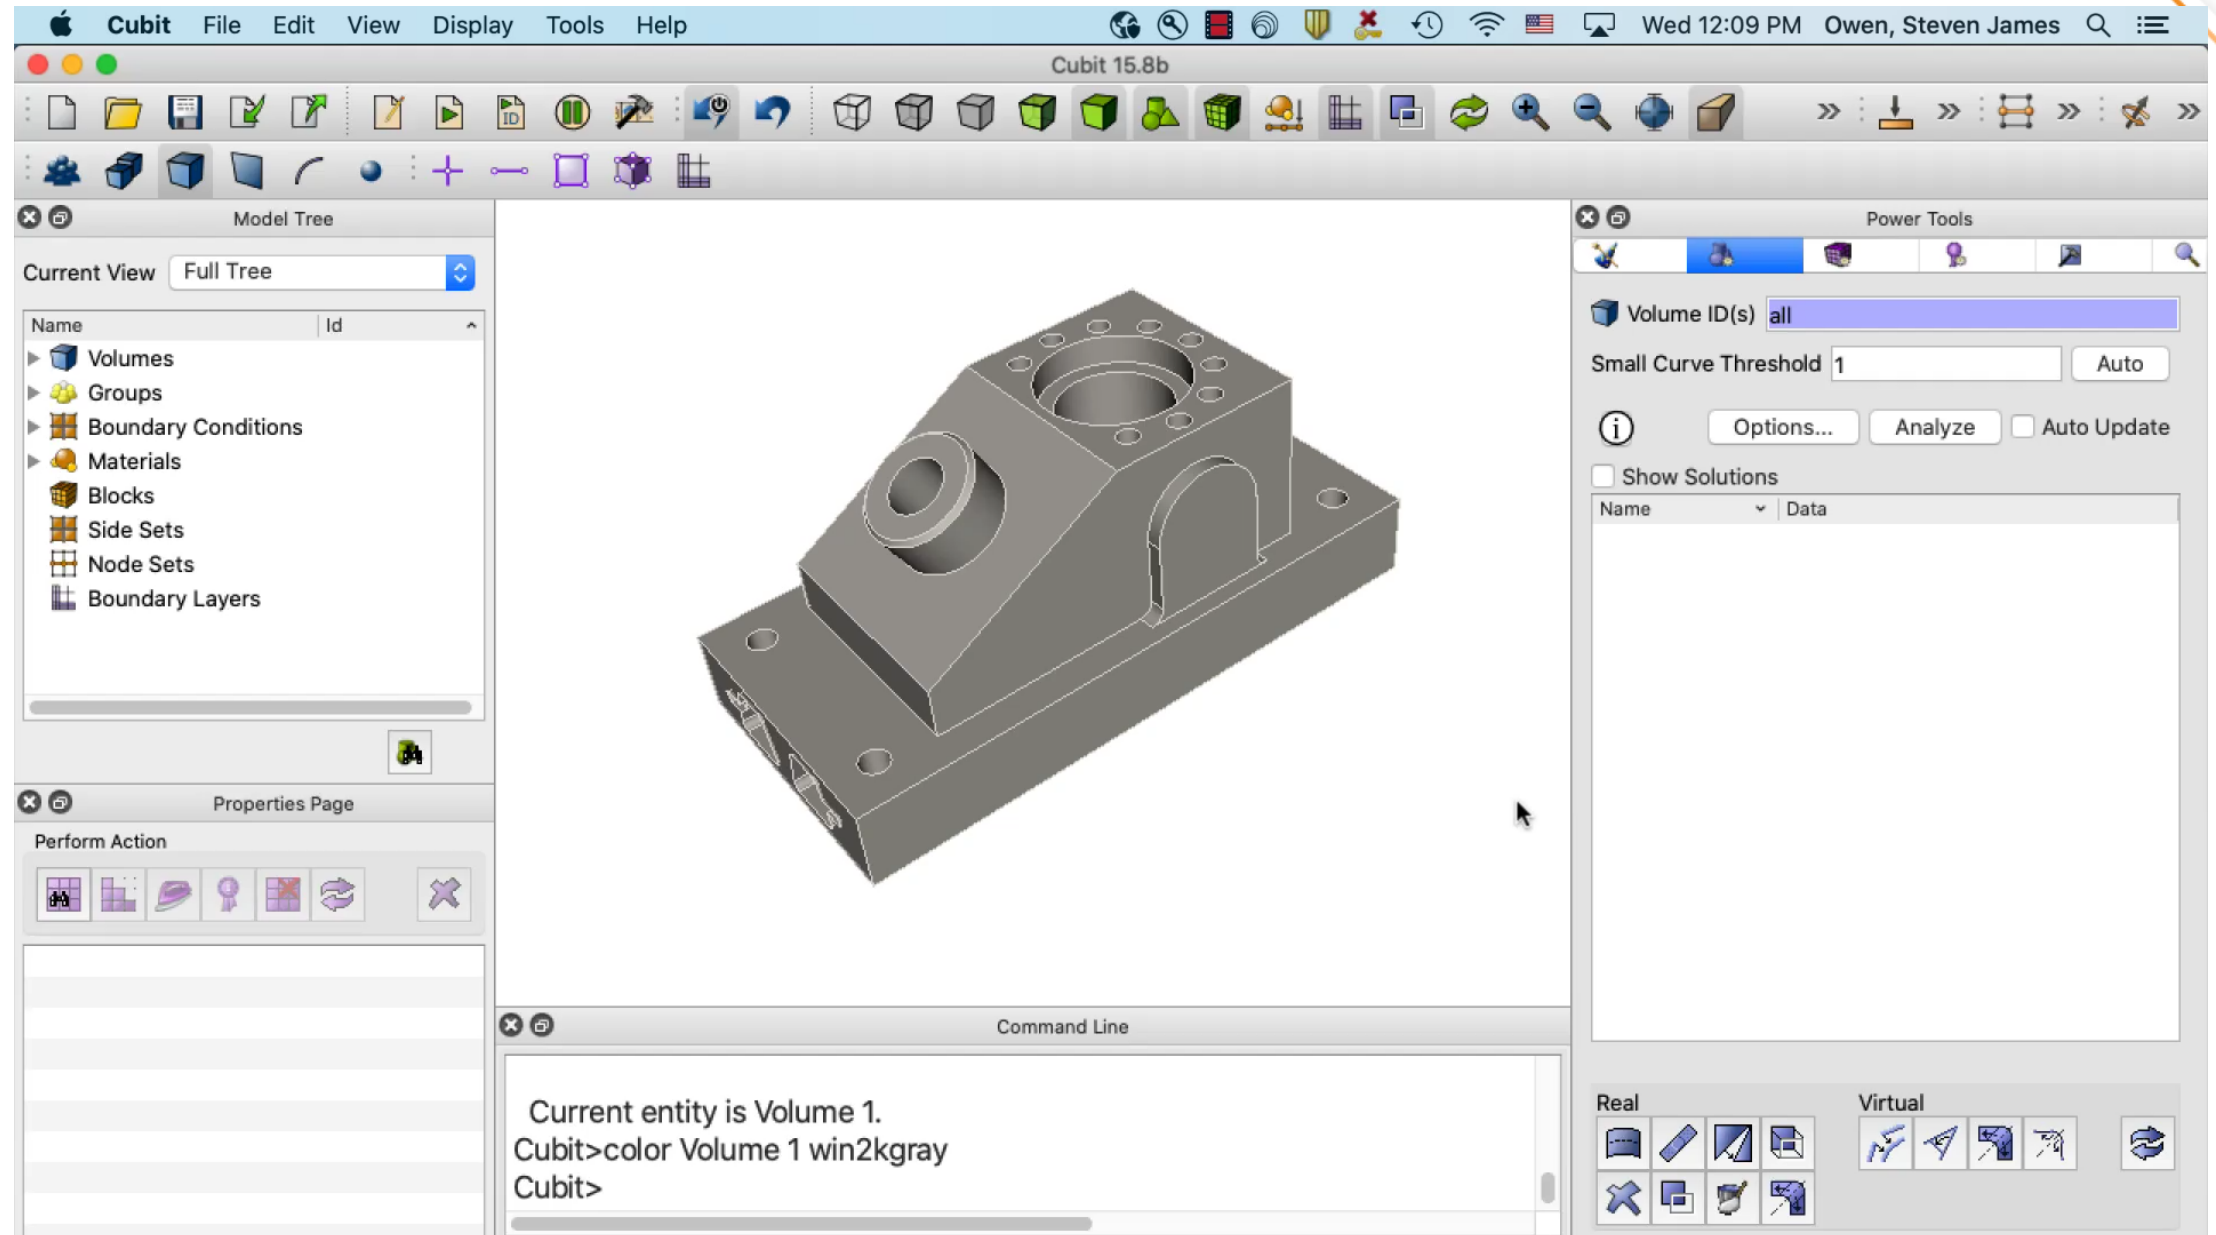 Cubit File Edit View Display Tools Help Wed 12:09 PM Owen, Steven James
Cubit 15.8b
ID
Model Tree
Current View Full Tree
Name Id
Volumes
Groups
Boundary Conditions
Materials
Blocks
Side Sets
Node Sets
Boundary Layers
Properties Page
Perform Action
Command Line
Current entity is Volume 1.
Cubit>color Volume 1 win2kgray
Cubit>
Power Tools
Volume ID(s) all
Small Curve Threshold 1 Auto
Options... Analyze Auto Update
Show Solutions
Name Data
Real Virtual